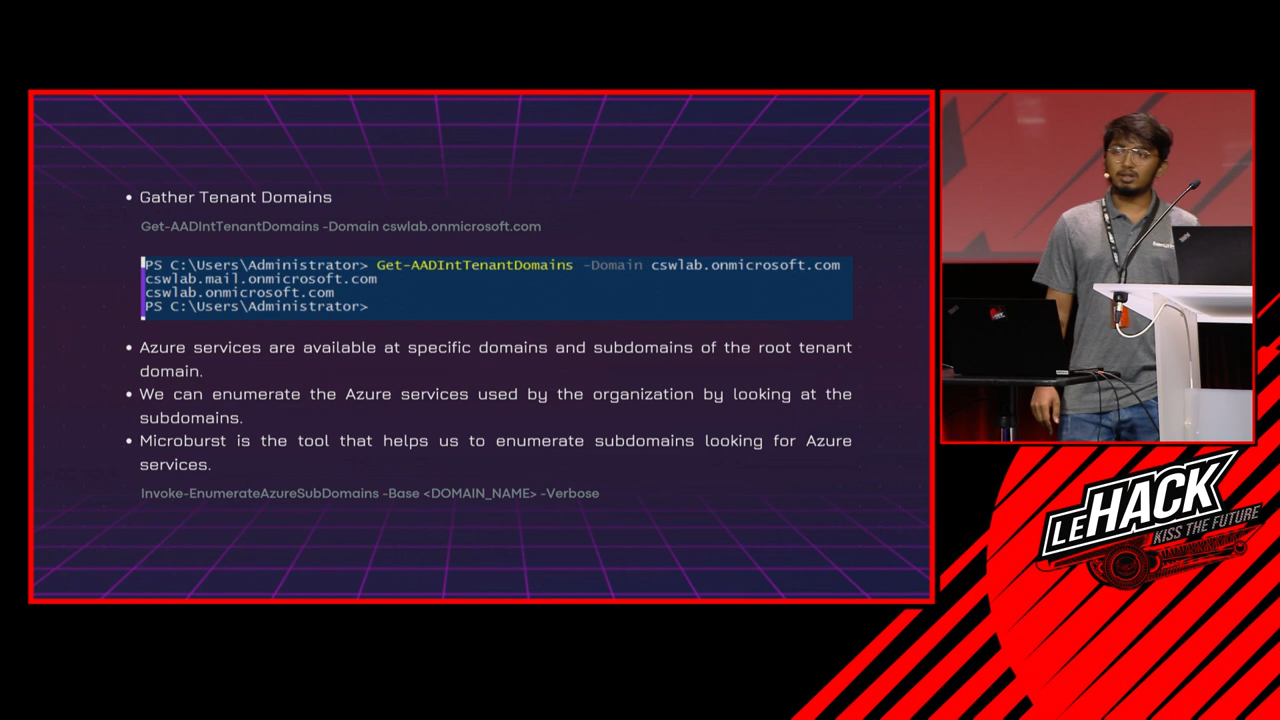 • Gather Tenant Domains
Get-AADIntTenantDomains -Domain cswlab.onmicrosoft.com
PS C:\Users\Administrator> Get-AADIntTenantDomains -Domain cswlab.onmicrosoft.com
cswlab.mail.onmicrosoft.com
cswlab.onmicrosoft.com
PS C:\Users\Administrator>
• Azure services are available at specific domains and subdomains of the root tenant
domain.
• We can enumerate the Azure services used by the organization by looking at the
subdomains.
• Microburst is the tool that helps us to enumerate subdomains looking for Azure
services.
Invoke-EnumerateAzureSubDomains -Base <DOMAIN_NAME> -Verbose
LEHACK
KISS THE FUTURE